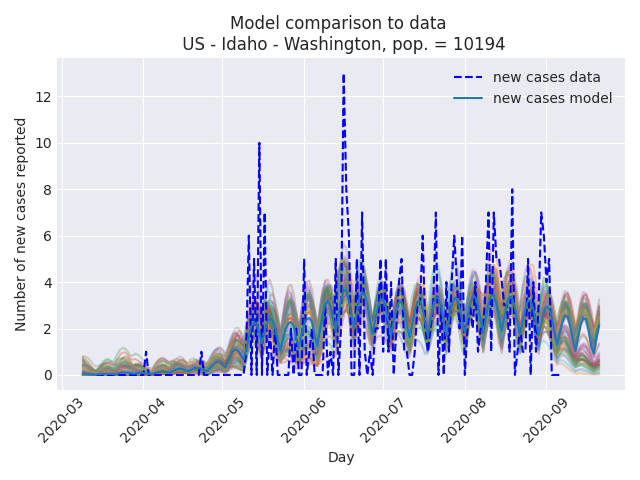 Model comparison to data
US - Idaho - Washington, pop. = 10194
new cases data
new cases model
Number of new cases reported
12
10
8
6
4
2
0
2020-03
2020-04
2020-05
2020-06
2020-07
2020-08
2020-09
Day